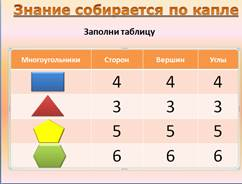 Знание собирается по капле
Заполни таблицу
Многоугольники Сторон Вершин Углы
4 4 4
3 3 3
5 5 5
6 6 6